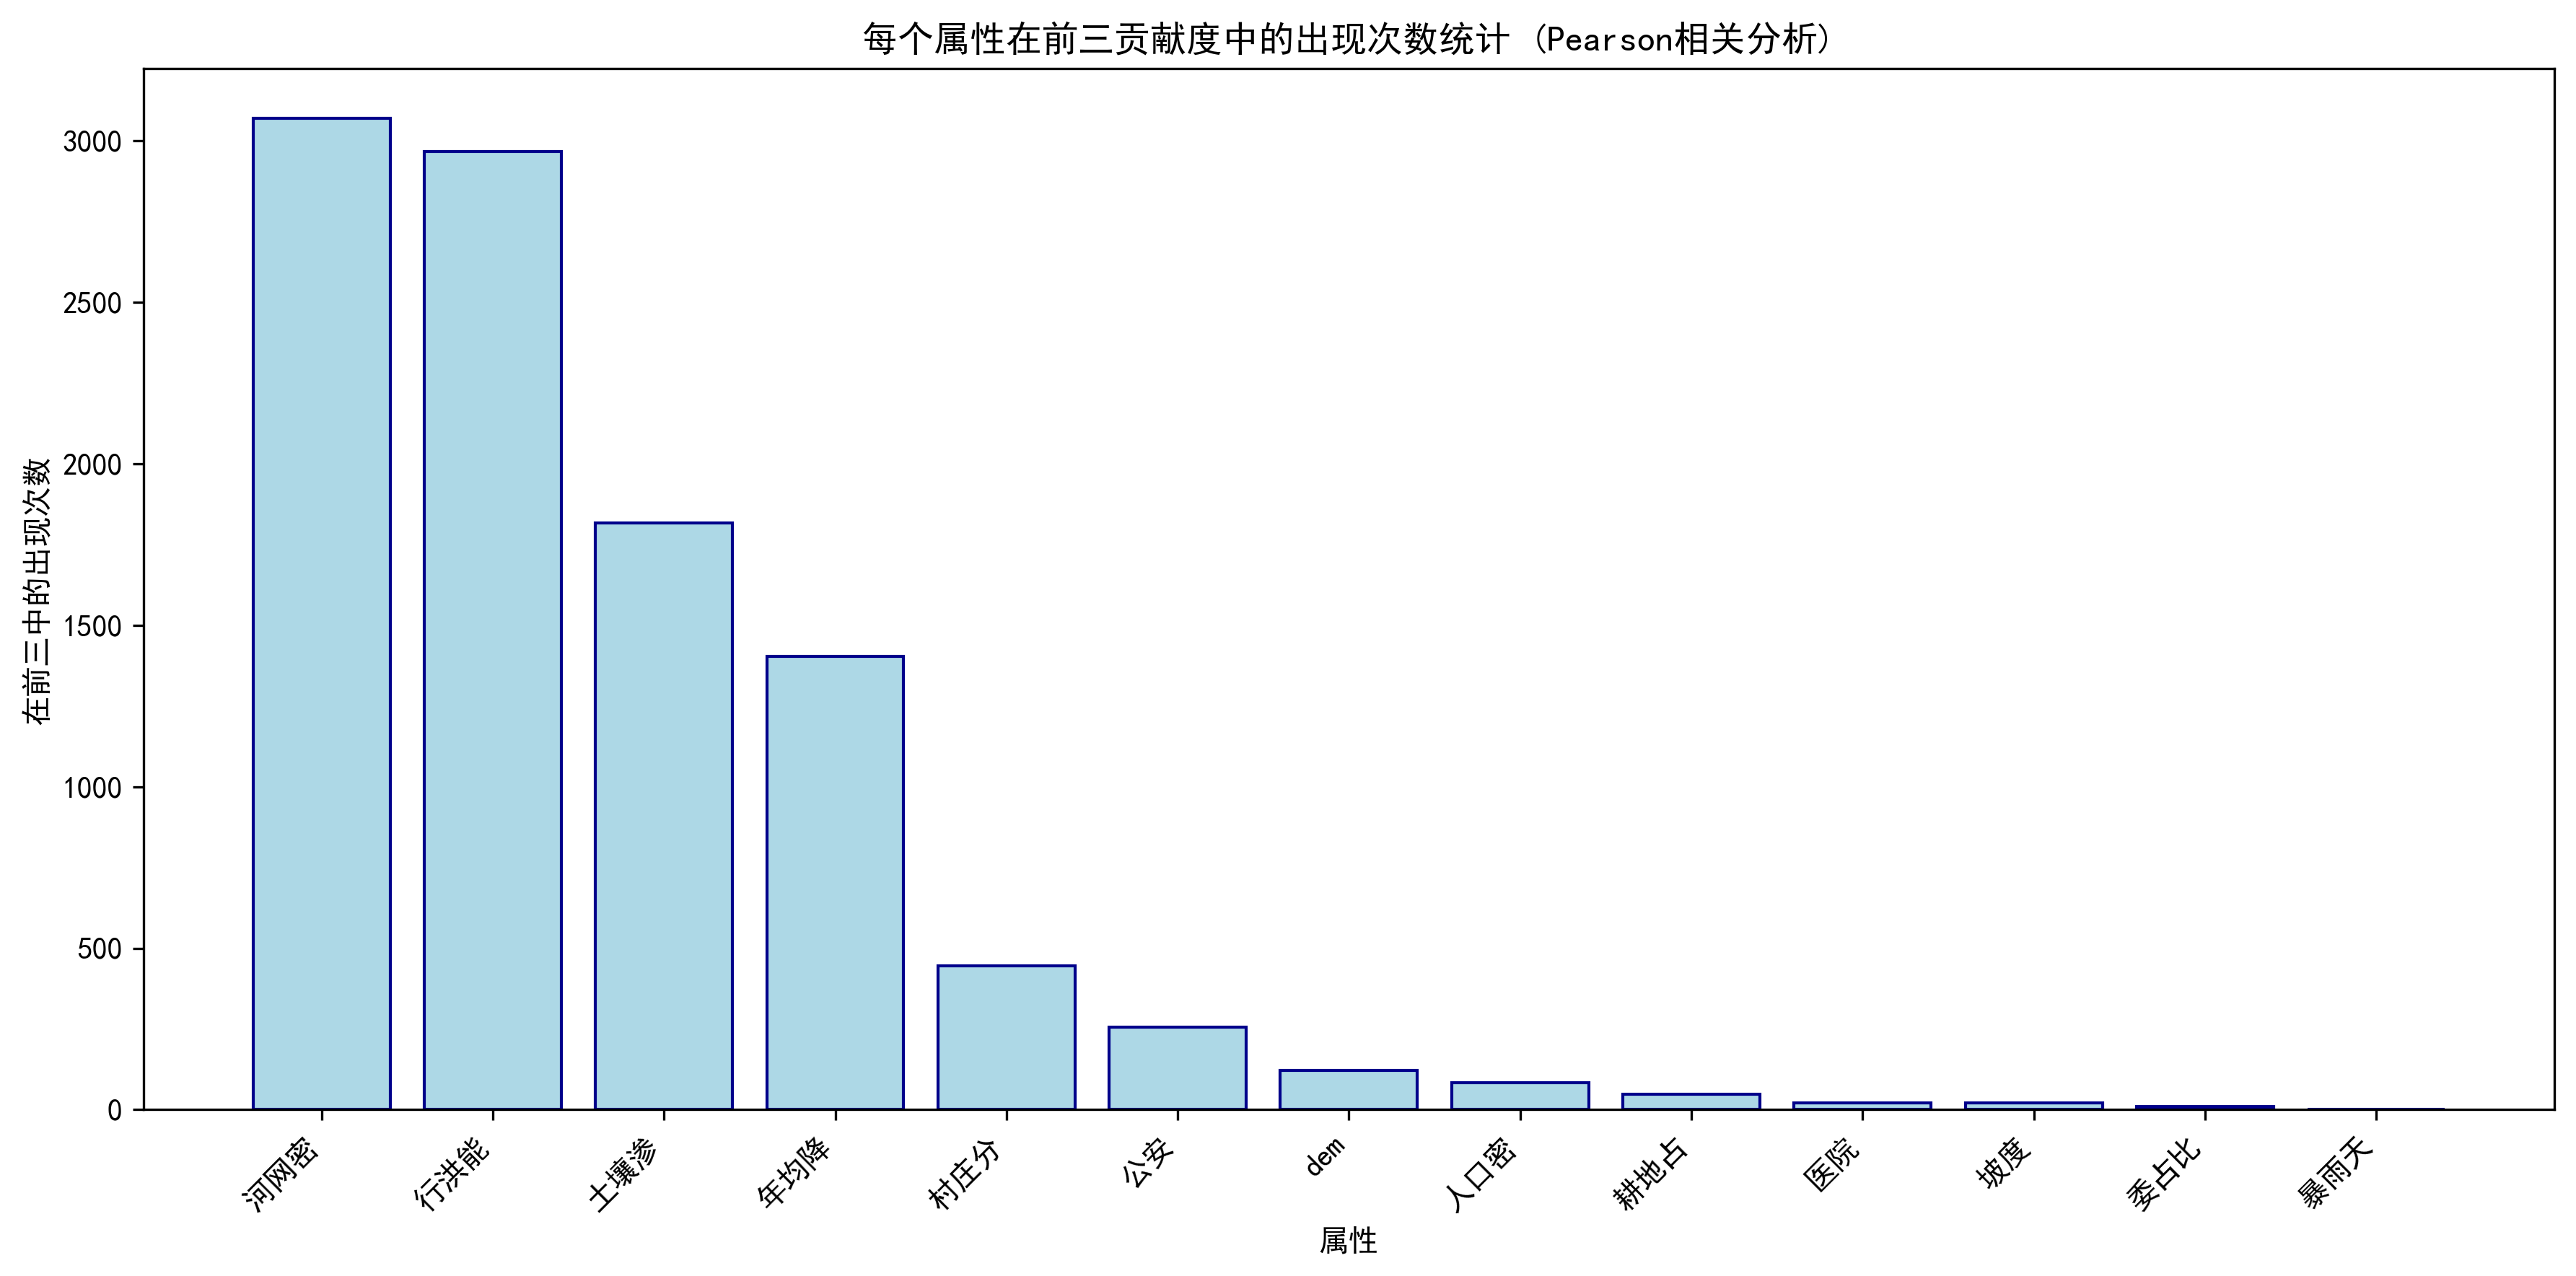 每个属性在前三贡献度中的出现次数统计 (Pearson相关分析)
在前三中的出现次数
3000
2500
2000
1500
1000
500
0
河网密
行洪能
土壤渗
年均降
村庄分
公安
dem
人口密
耕地占
医院
坡度
委占比
暴雨天
属性